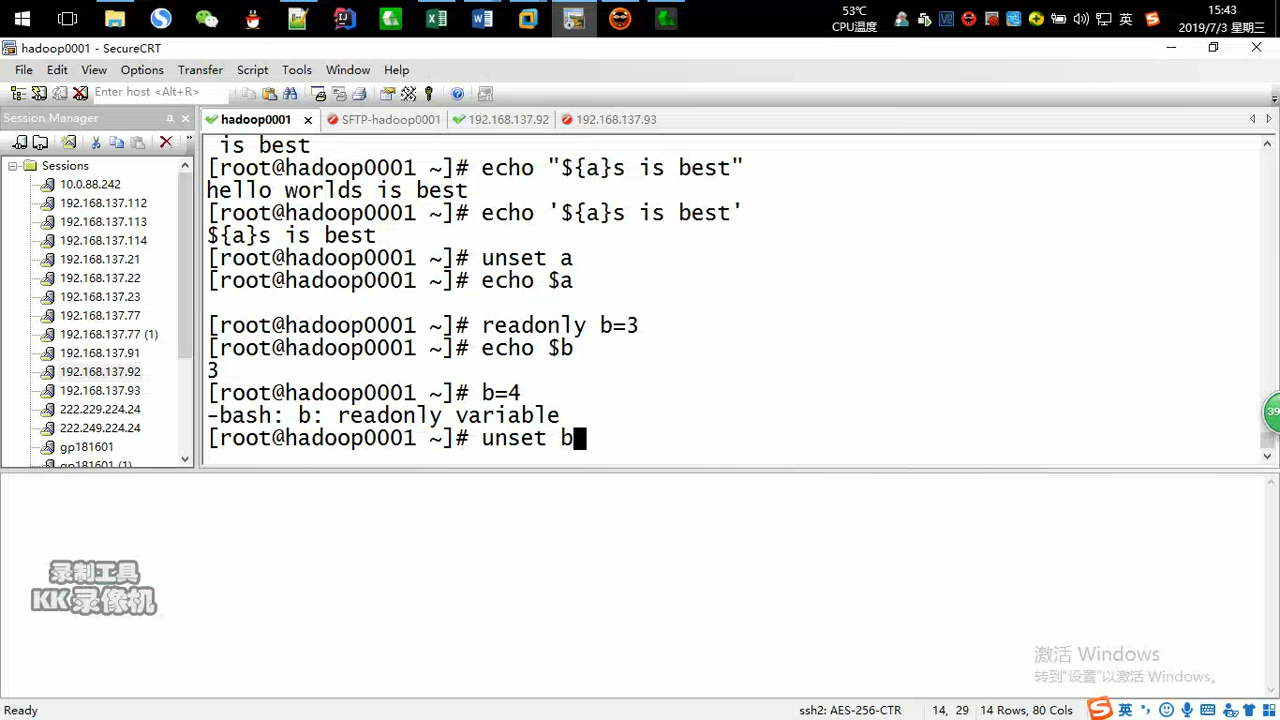 53℃
CPU温度
英
15:43
2019/7/3 星期三
hadoop0001 - SecureCRT
File Edit View Options Transfer Script Tools Window Help
Enter host <Alt+R>
Session Manager
hadoop0001
SFTP-hadoop0001
192.168.137.92
192.168.137.93
Sessions
10.0.88.242
192.168.137.112
192.168.137.113
192.168.137.114
192.168.137.21
192.168.137.22
192.168.137.23
192.168.137.77
192.168.137.77 (1)
192.168.137.91
192.168.137.92
192.168.137.93
222.229.224.24
222.249.224.24
gp181601
gp181601 (1)
is best
[root@hadoop0001 ~]# echo "${a}s is best"
hello worlds is best
[root@hadoop0001 ~]# echo '${a}s is best'
${a}s is best
[root@hadoop0001 ~]# unset a
[root@hadoop0001 ~]# echo $a
[root@hadoop0001 ~]# readonly b=3
[root@hadoop0001 ~]# echo $b
3
[root@hadoop0001 ~]# b=4
-bash: b: readonly variable
[root@hadoop0001 ~]# unset b
39
录制工具
KK录像机
激活 Windows
转到"设置"以激活 Windows。
Ready
ssh2: AES-256-CTR
14, 29
14 Rows, 80 Cols
英